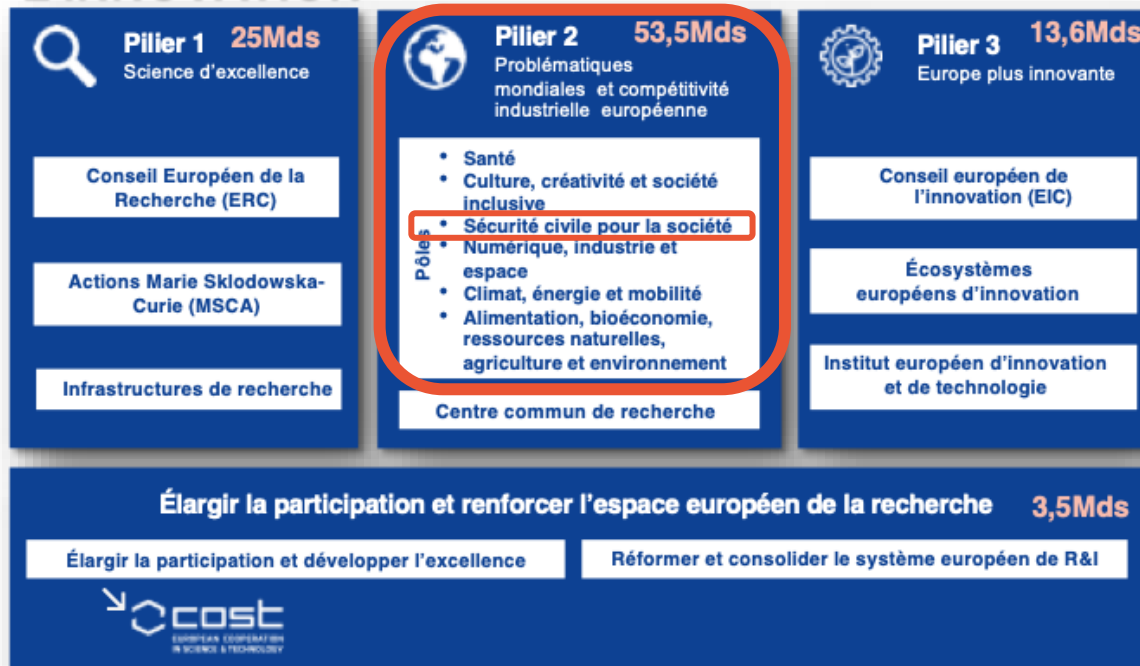 Pilier 1 25Mds
Science d'excellence
Conseil Européen de la
Recherche (ERC)
Actions Marie Sklodowska-
Curie (MSCA)
Infrastructures de recherche
Pilier 2 53,5Mds
Problématiques
mondiales et compétitivité
industrielle européenne
Pôles
• Santé
• Culture, créativité et société
inclusive
• Sécurité civile pour la société
• Numérique, industrie et
espace
• Climat, énergie et mobilité
• Alimentation, bioéconomie,
ressources naturelles,
agriculture et environnement
Centre commun de recherche
Pilier 3 13,6Mds
Europe plus innovante
Conseil européen de
l'innovation (EIC)
Écosystèmes
européens d'innovation
Institut européen d'innovation
et de technologie
Élargir la participation et renforcer l'espace européen de la recherche 3,5Mds
Élargir la participation et développer l'excellence
Réformer et consolider le système européen de R&I
cost
EUROPEAN COOPERATION
IN SCIENCE & TECHNOLOGY